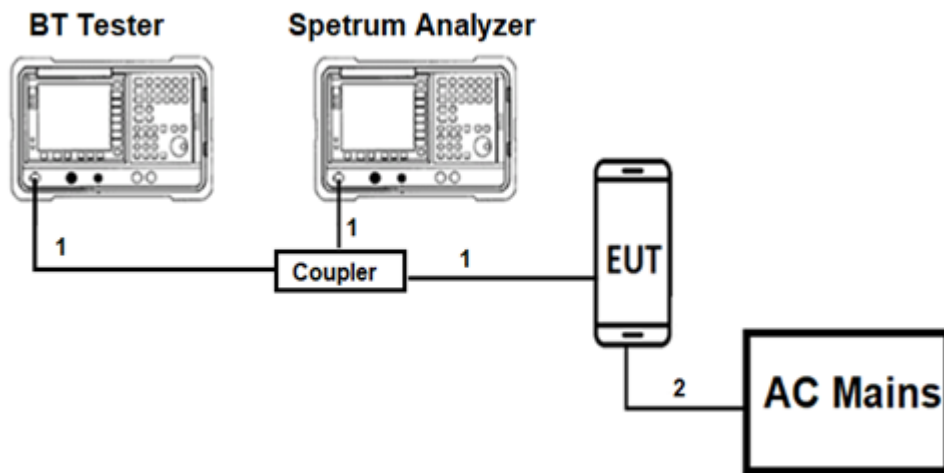 BT Tester
Spetrum Analyzer
1
1
Coupler
1
EUT
2
AC Mains